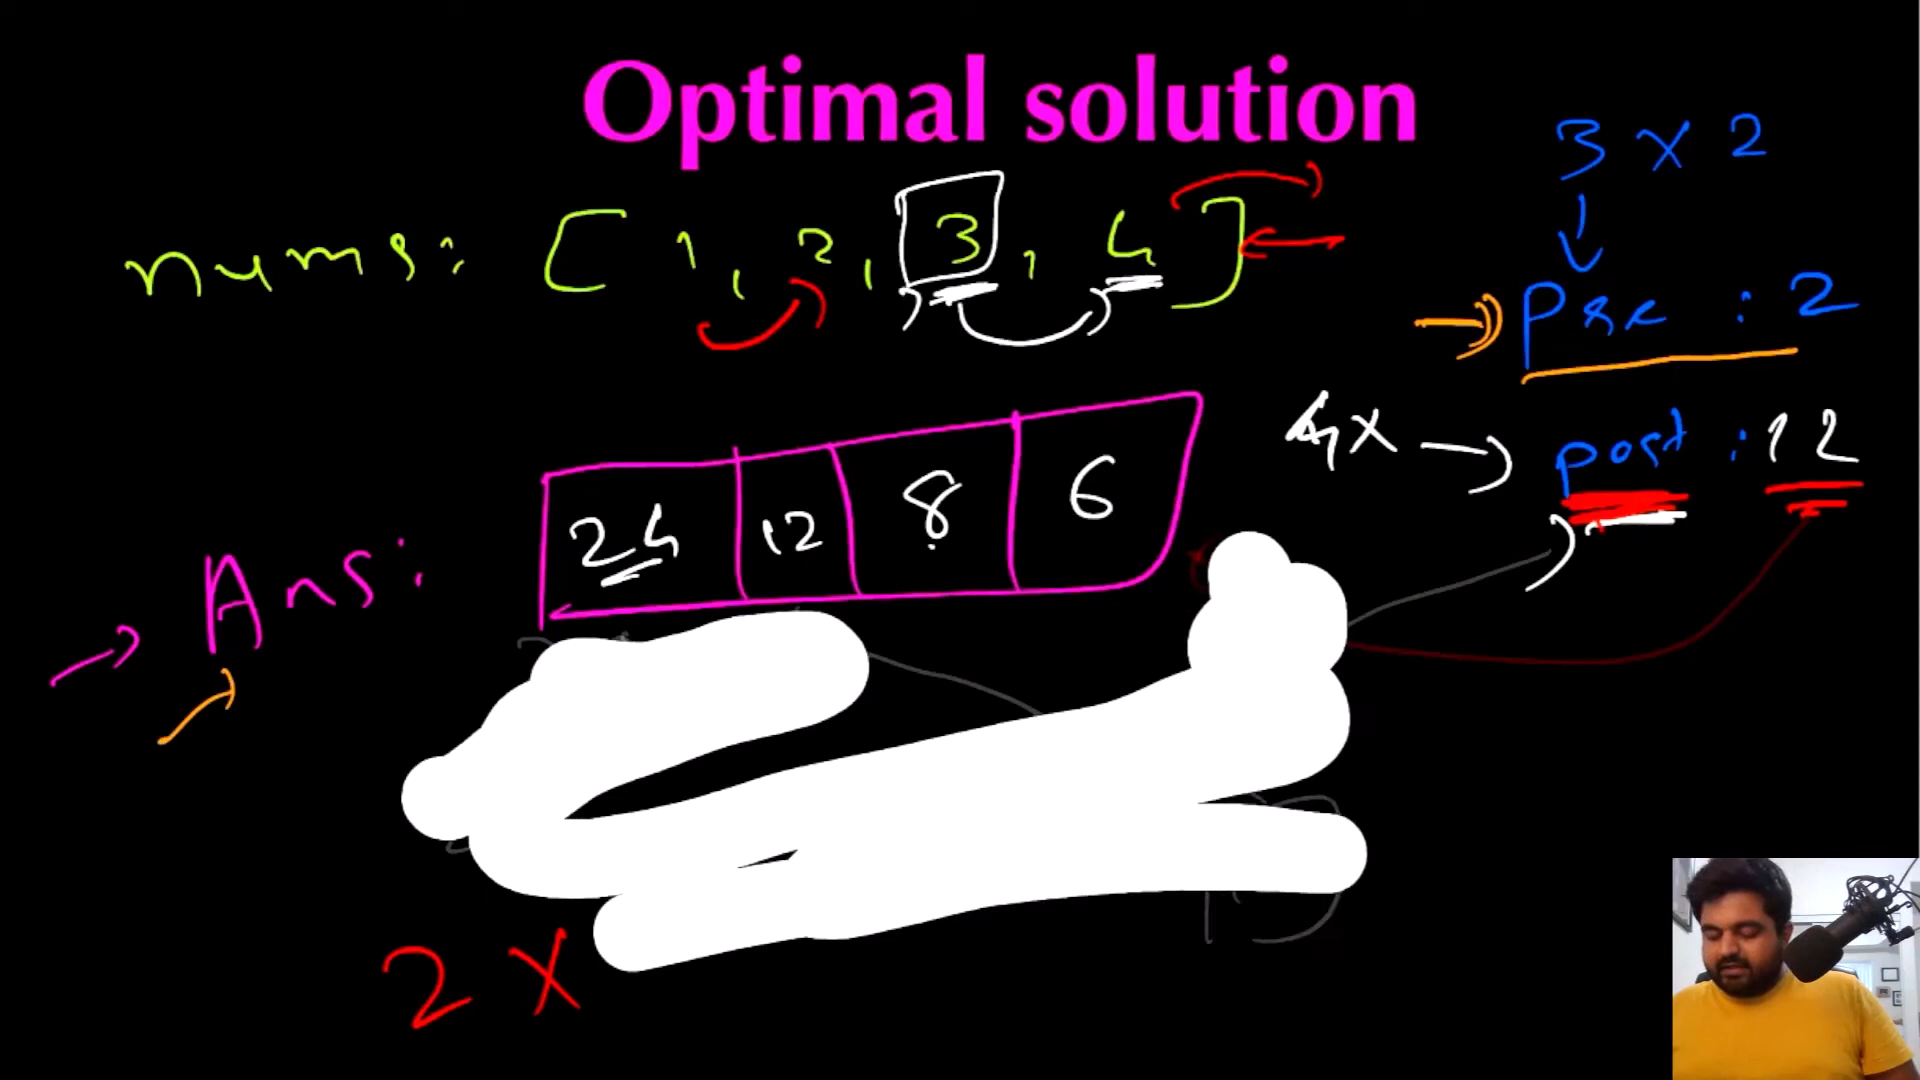 Optimal solution
3 x 2
nums: [1, 2, 3, 4]
Pre : 2
4x post : 12
Ans: 24 12 8 6
2 x